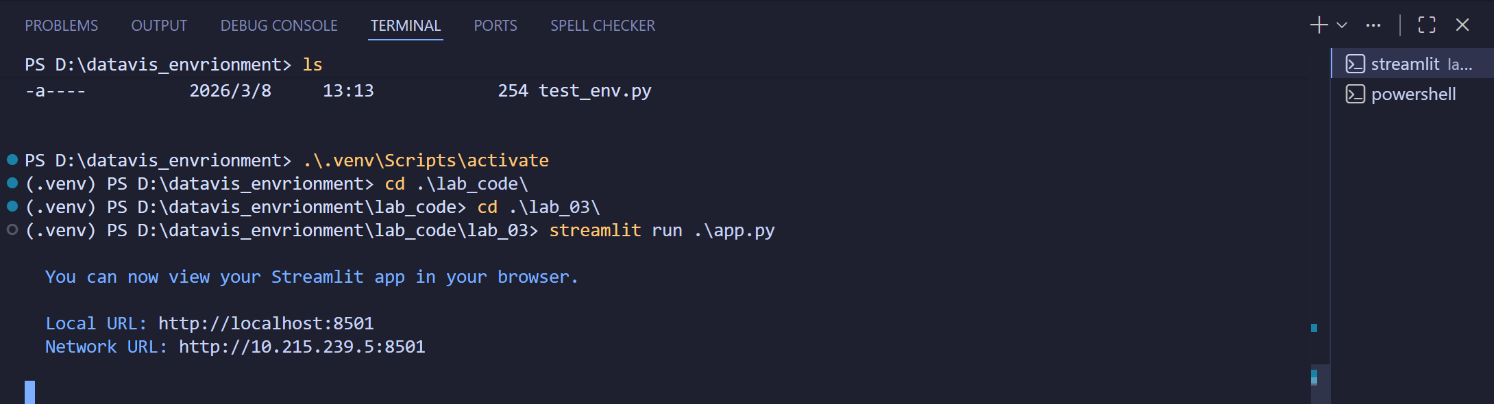 PROBLEMS OUTPUT DEBUG CONSOLE TERMINAL PORTS SPELL CHECKER
PS D:\datavis_envrionment> ls
-a---- 2026/3/8 13:13 254 test_env.py
PS D:\datavis_envrionment> .\.venv\Scripts\activate
(.venv) PS D:\datavis_envrionment> cd .\lab_code\
(.venv) PS D:\datavis_envrionment\lab_code> cd .\lab_03\
(.venv) PS D:\datavis_envrionment\lab_code\lab_03> streamlit run .\app.py
You can now view your Streamlit app in your browser.
Local URL: http://localhost:8501
Network URL: http://10.215.239.5:8501
streamlit la...
powershell